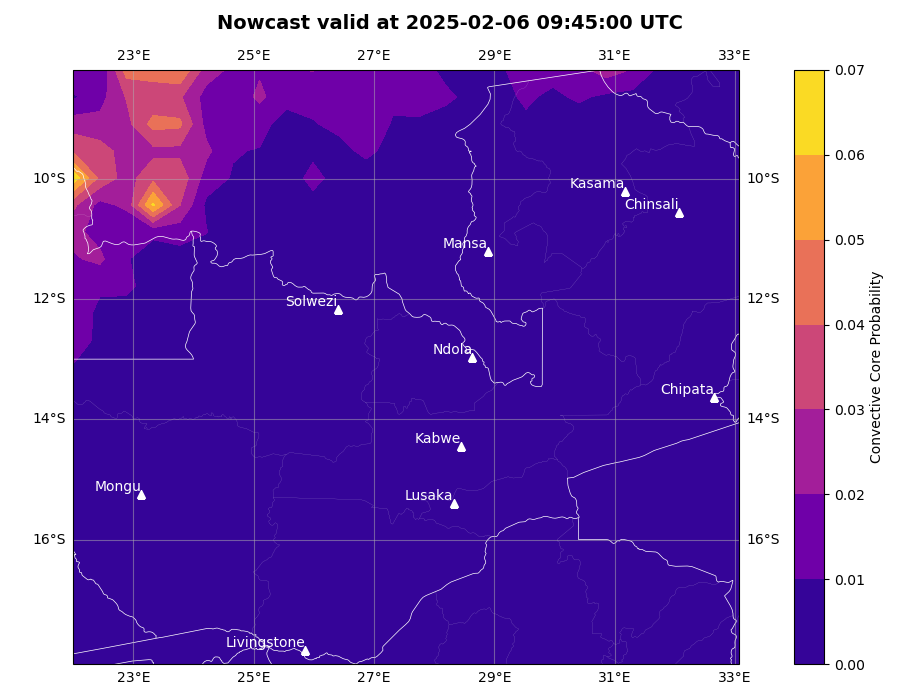 Nowcast valid at 2025-02-06 09:45:00 UTC
23°E 25°E 27°E 29°E 31°E 33°E
0.07
0.06
10°S Kasama 10°S
Chinsali
0.05
Mansa
12°S 12°S
Solwezi
0.04
Ndola
Convective Core Probability
Chipata
0.03
14°S 14°S
Kabwe
Mongu
Lusaka
0.02
16°S 16°S
0.01
Livingstone
0.00
23°E 25°E 27°E 29°E 31°E 33°E